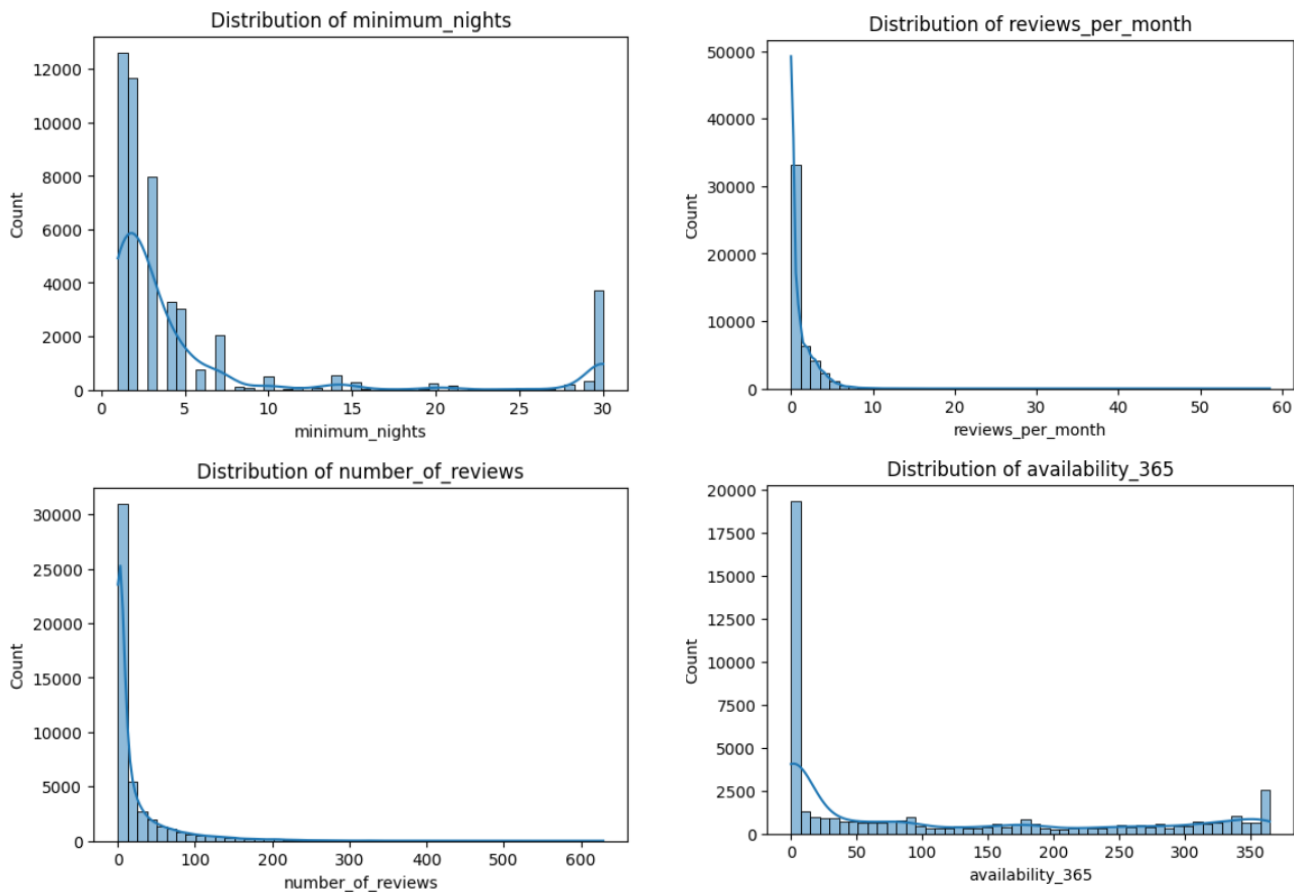 Distribution of minimum_nights
12000
10000
8000
6000
4000
2000
0
Count
0 5 10 15 20 25 30
minimum_nights
Distribution of reviews_per_month
50000
40000
30000
20000
10000
0
Count
0 10 20 30 40 50 60
reviews_per_month
Distribution of number_of_reviews
30000
25000
20000
15000
10000
5000
0
Count
0 100 200 300 400 500 600
number_of_reviews
Distribution of availability_365
20000
17500
15000
12500
10000
7500
5000
2500
0
Count
0 50 100 150 200 250 300 350
availability_365